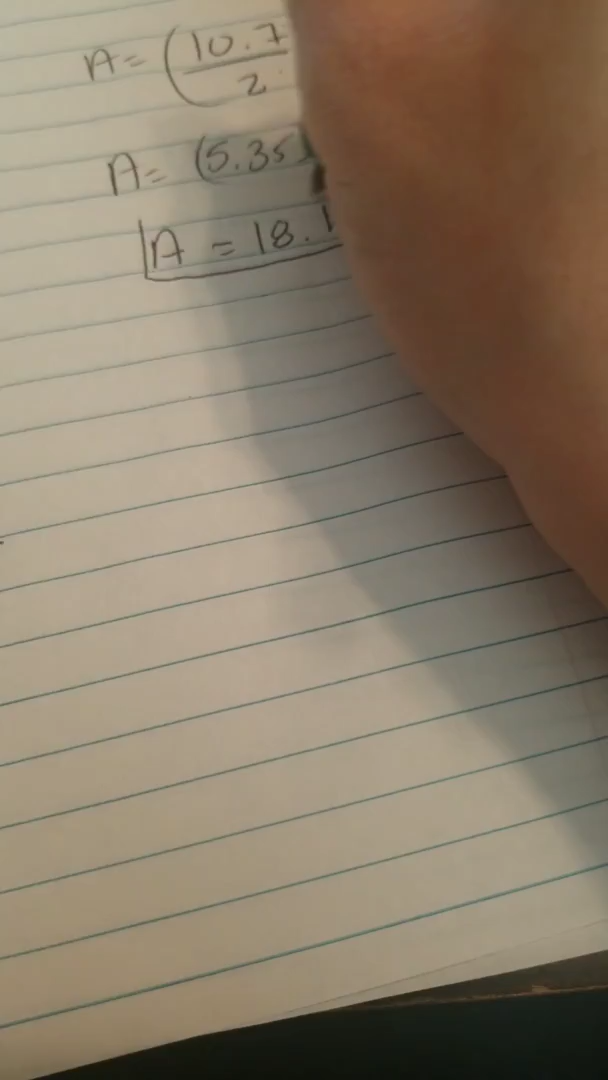 A = (10.7
2
A = (5.35)
A = 18.1